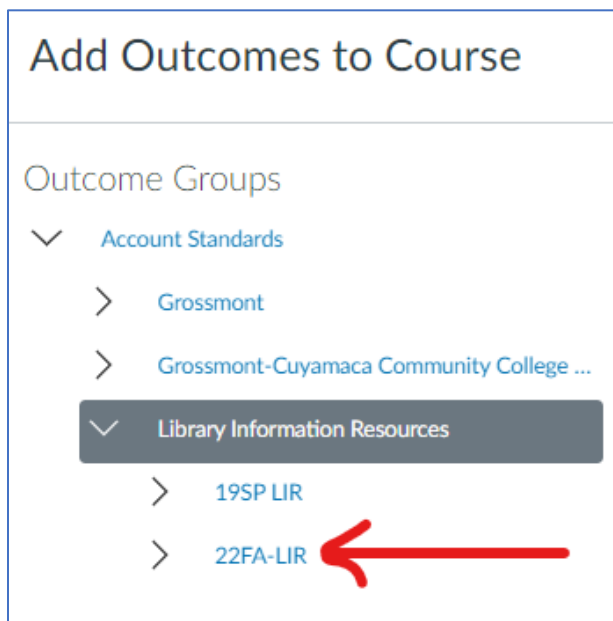 Add Outcomes to Course
Outcome Groups
Account Standards
Grossmont
Grossmont-Cuyamaca Community College ...
Library Information Resources
19SP LIR
22FA-LIR